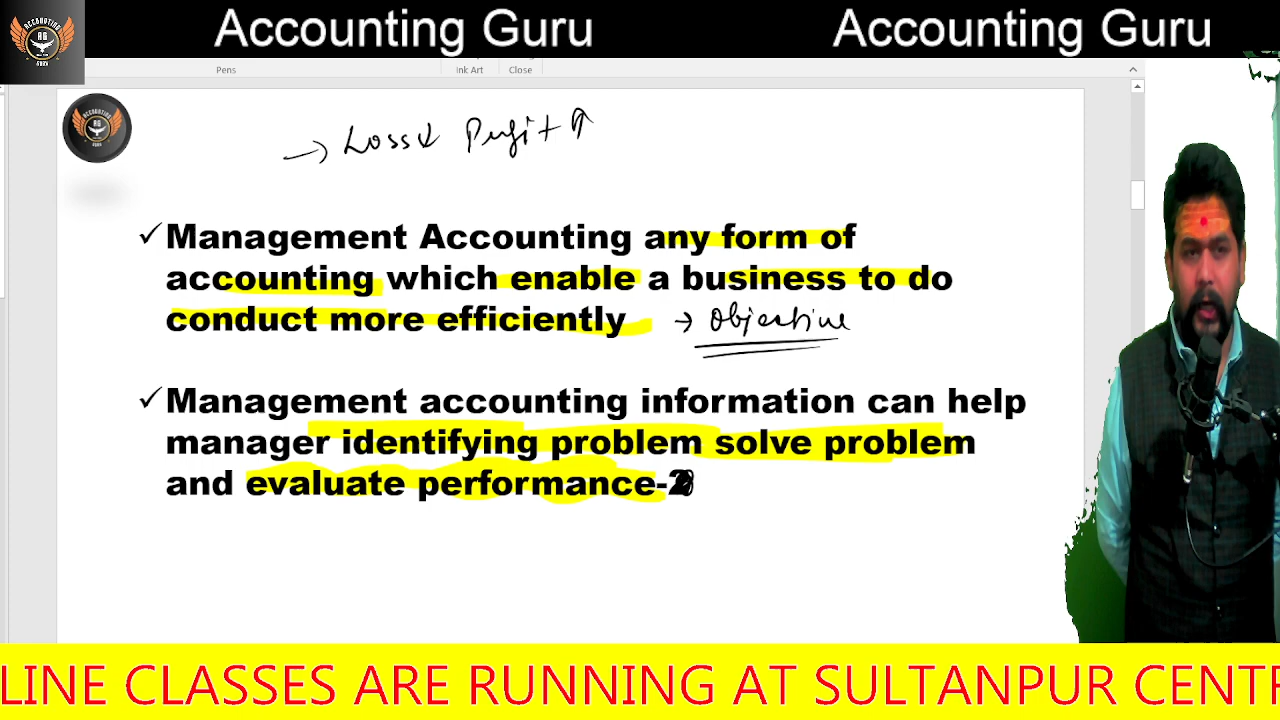 Accounting Guru
Accounting Guru
Pens
Ink Art
Close
→ Loss↓ Profit ↑
✓ Management Accounting any form of
accounting which enable a business to do
conduct more efficiently
→ Objective
✓ Management accounting information can help
manager identifying problem solve problem
and evaluate performance-
LINE CLASSES ARE RUNNING AT SULTANPUR CENT